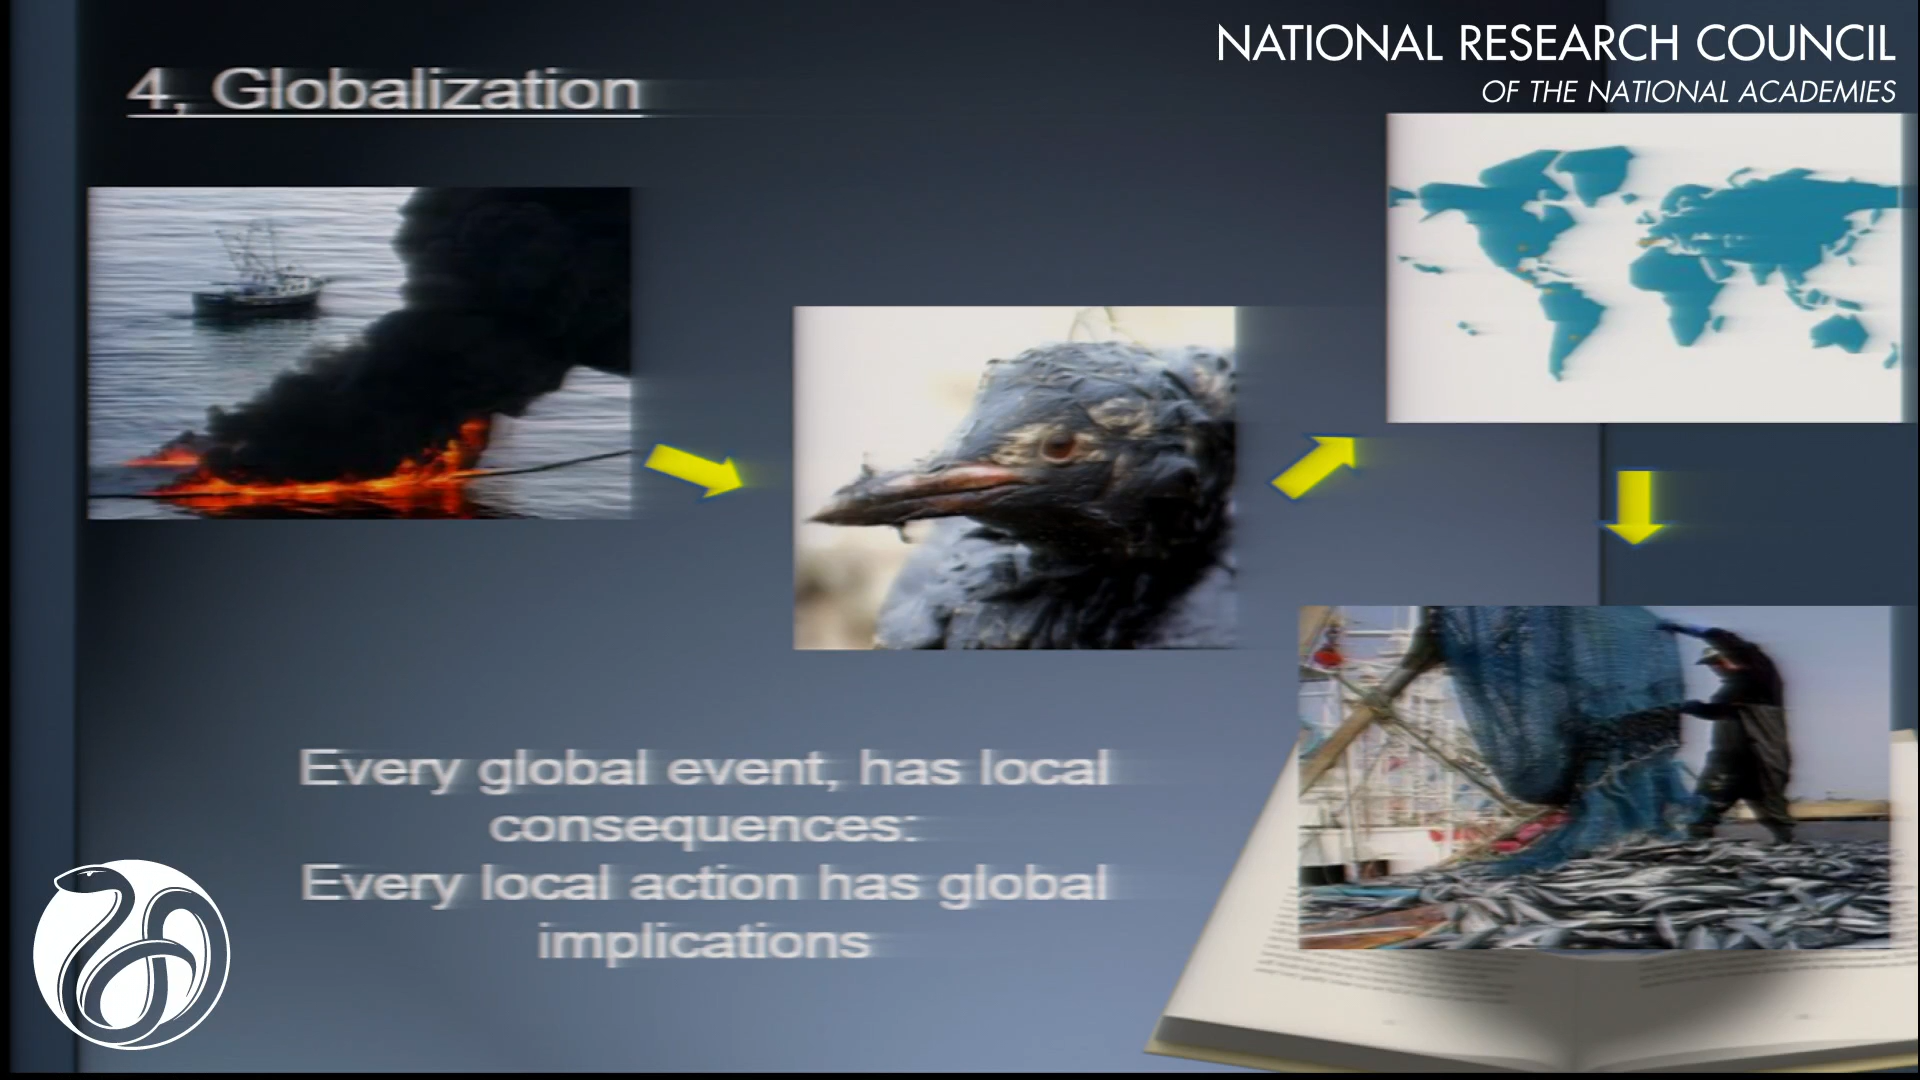 NATIONAL RESEARCH COUNCIL
OF THE NATIONAL ACADEMIES
4, Globalization
Every global event, has local
consequences:
Every local action has global
implications